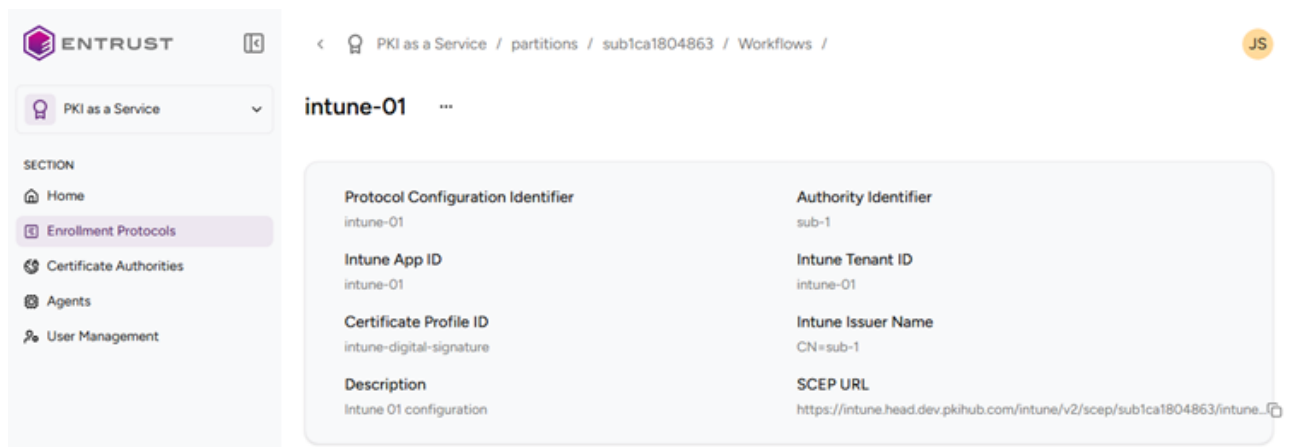 ENTRUST
PKI as a Service
SECTION
Home
Enrollment Protocols
Certificate Authorities
Agents
User Management
PKI as a Service / partitions / sub1ca1804863 / Workflows /
JS
intune-01 ...
Protocol Configuration Identifier
intune-01
Authority Identifier
sub-1
Intune App ID
intune-01
Intune Tenant ID
intune-01
Certificate Profile ID
intune-digital-signature
Intune Issuer Name
CN=sub-1
Description
Intune 01 configuration
SCEP URL
https://intune.head.dev.pkihub.com/intune/v2/scep/sub1ca1804863/intune...